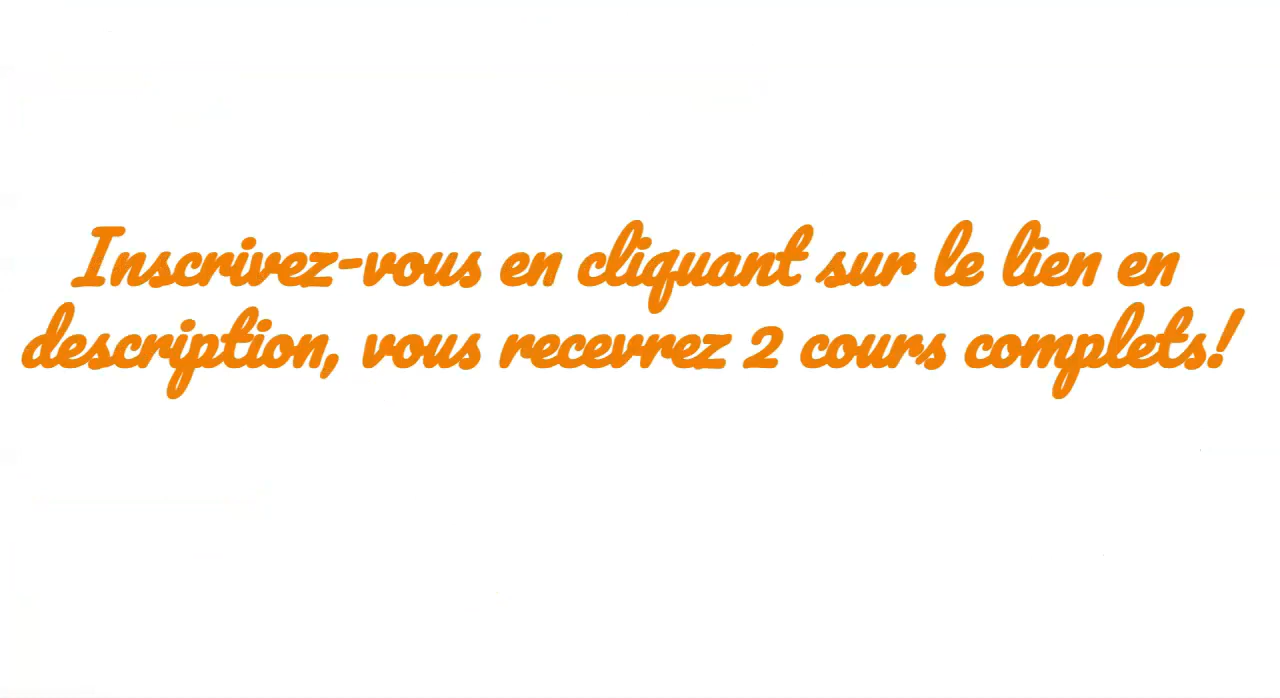 Inscrivez-vous en cliquant sur le lien en
description, vous recevrez 2 cours complets!